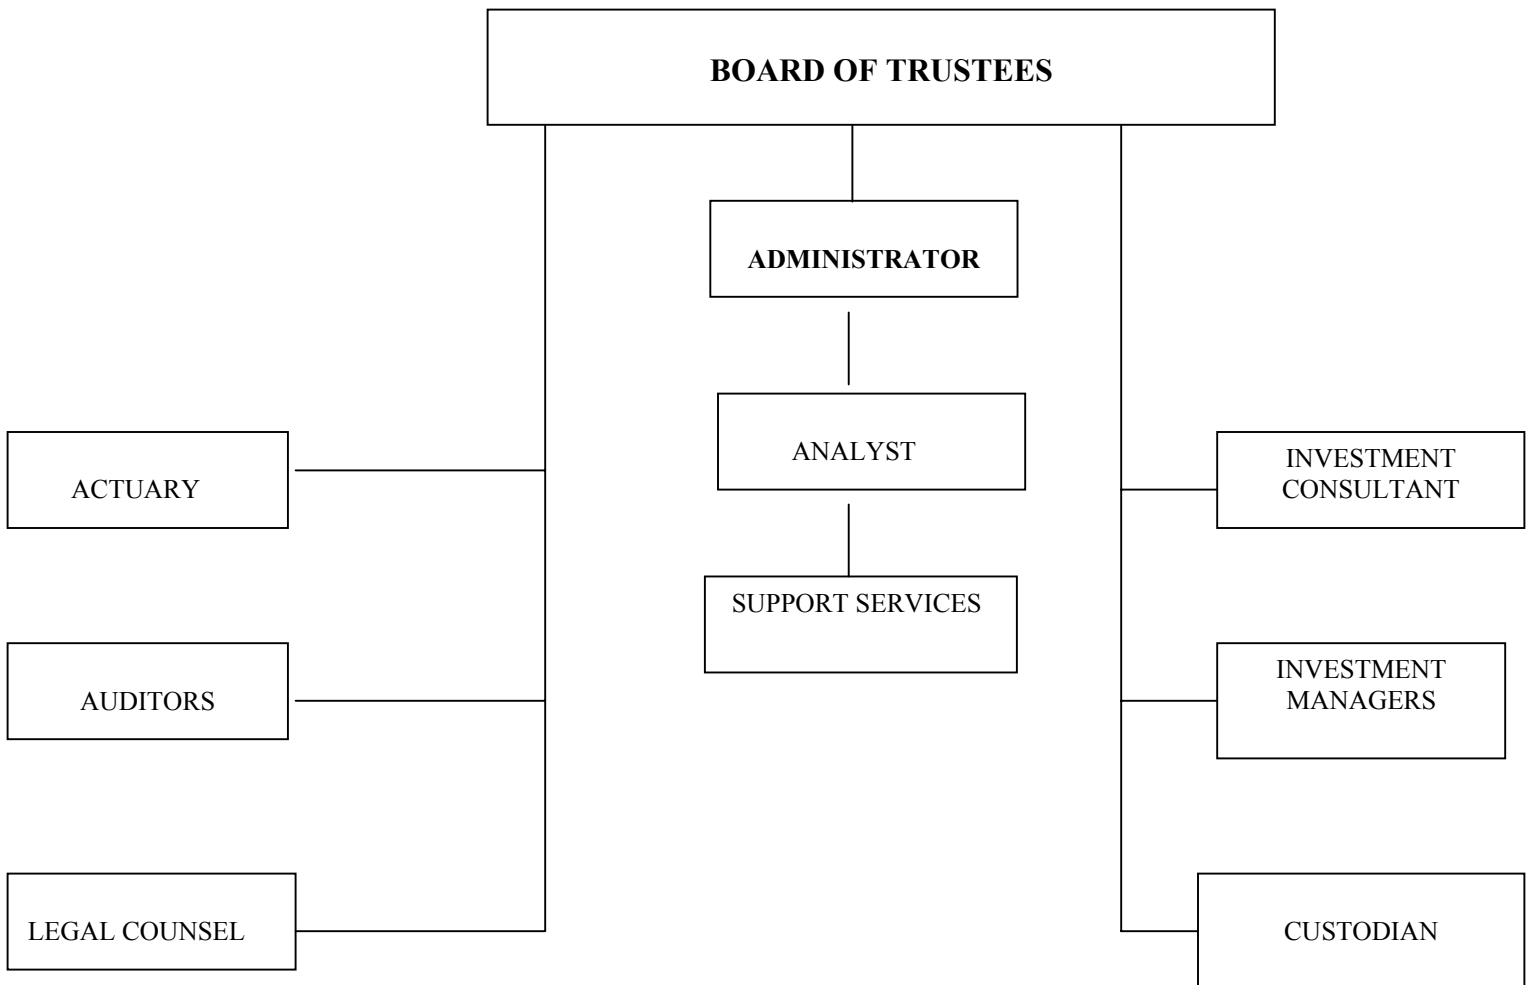 BOARD OF TRUSTEES
ADMINISTRATOR
ANALYST
ACTUARY
INVESTMENT
CONSULTANT
SUPPORT SERVICES
AUDITORS
INVESTMENT
MANAGERS
LEGAL COUNSEL
CUSTODIAN